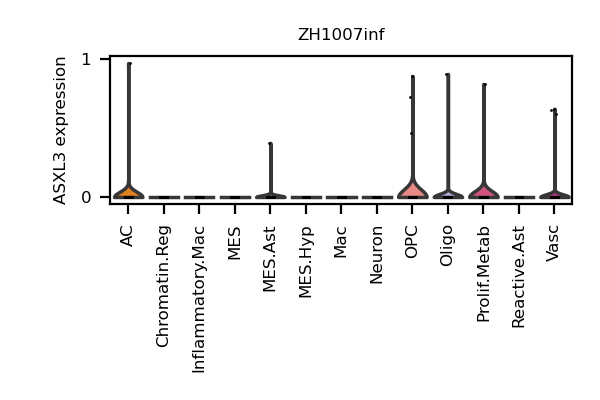 ZH1007inf
ASXL3 expression
1
0
AC
Chromatin.Reg
Inflammatory.Mac
MES
MES.Ast
MES.Hyp
Mac
Neuron
OPC
Oligo
Prolif.Metab
Reactive.Ast
Vasc